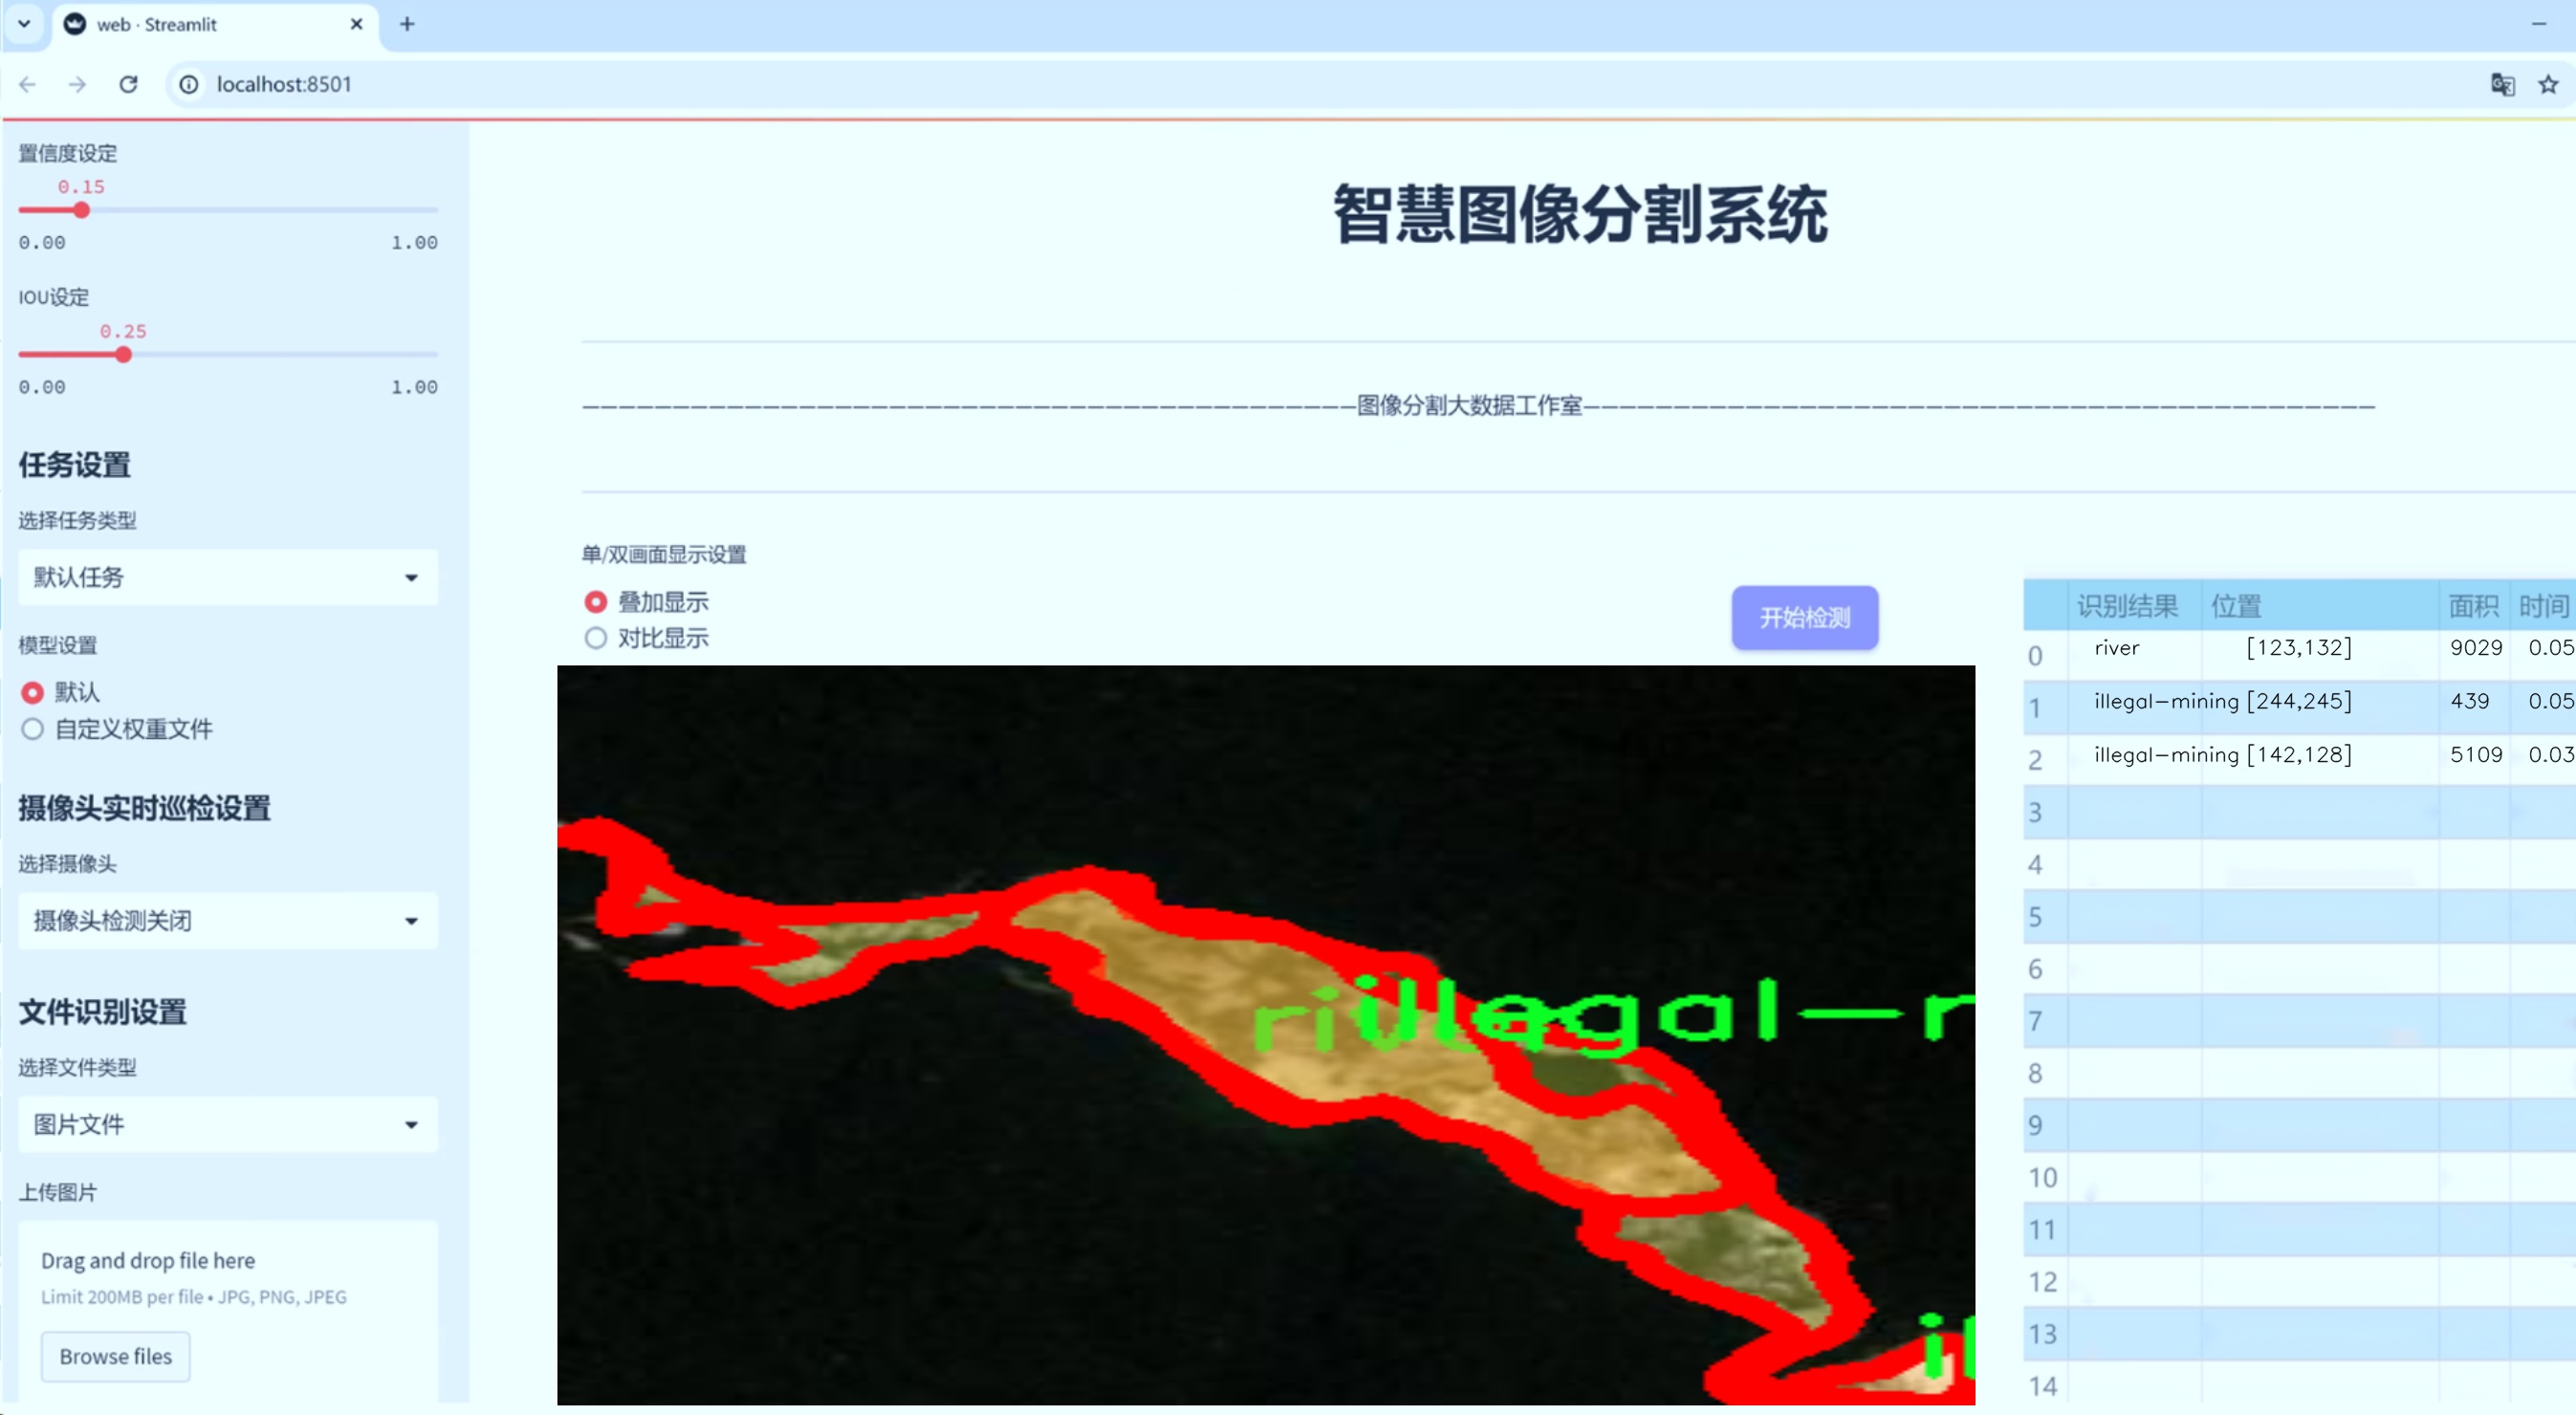 web · Streamlit
localhost:8501
置信度设定
0.15
0.00 1.00
IOU设定
0.25
0.00 1.00
任务设置
选择任务类型
默认任务
模型设置
默认
自定义权重文件
摄像头实时巡检设置
选择摄像头
摄像头检测关闭
文件识别设置
选择文件类型
图片文件
上传图片
Drag and drop file here
Limit 200MB per file • JPG, PNG, JPEG
Browse files
智慧图像分割系统
———————————————————————————————————————————图像分割大数据工作室————————————————————————————————————————————
单/双画面显示设置
叠加显示
对比显示
开始检测
识别结果 位置 面积 时间
0 river [123,132] 9029 0.05
1 illegal-mining [244,245] 439 0.05
2 illegal-mining [142,128] 5109 0.03
3
4
5
6
7
8
9
10
11
12
13
14